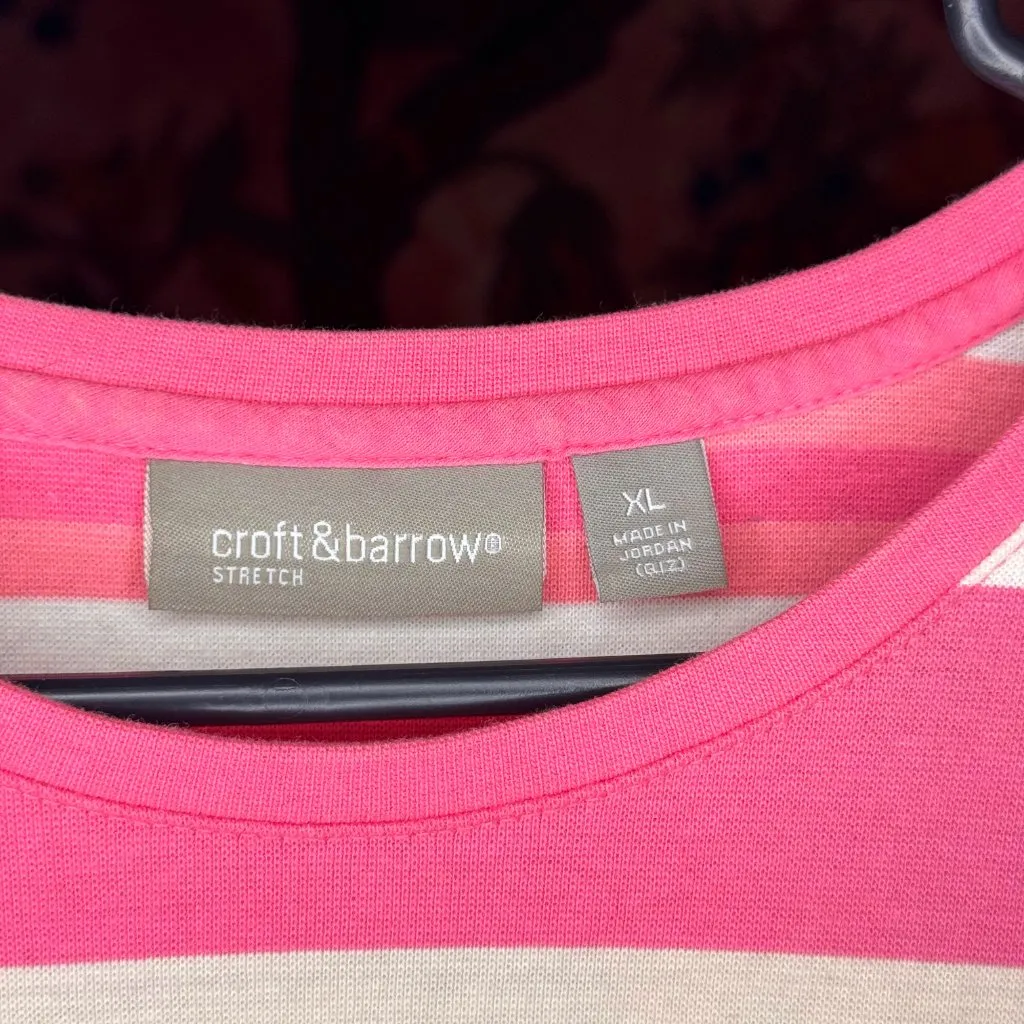 croft&barrow®
STRETCH
XL
MADE IN
JORDAN
(QIZ)